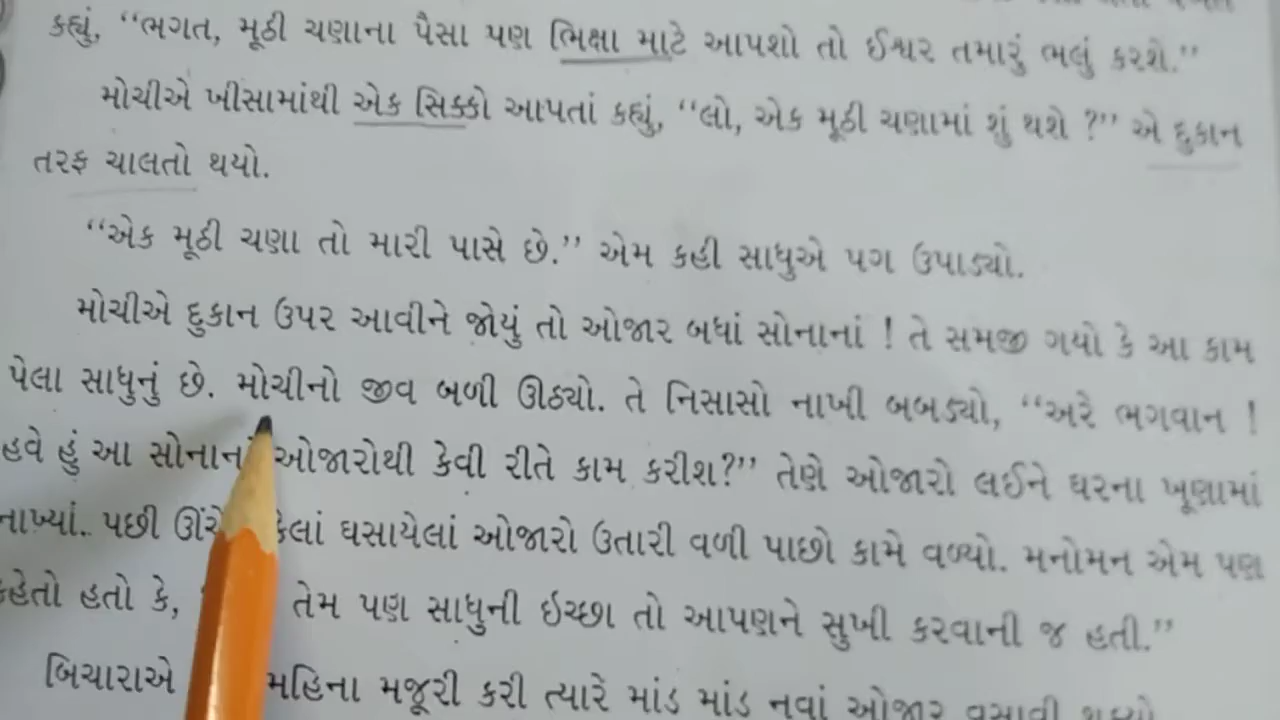 કહ્યું, “ભગત, મૂઠી ચણાના પૈસા પણ ભિક્ષા માટે આપશો તો ઈશ્વર તમારું ભલું કરશે.”
મોચીએ ખીસામાંથી એક સિક્કો આપતાં કહ્યું, “લો, એક મૂઠી ચણામાં શું થશે ?” એ દુકાન
તરફ ચાલતો થયો.
“એક મૂઠી ચણા તો મારી પાસે છે.” એમ કહી સાધુએ પગ ઉપાડ્યો.
મોચીએ દુકાન ઉપર આવીને જોયું તો ઓજાર બધાં સોનાનાં ! તે સમજી ગયો કે આ કામ
પેલા સાધુનું છે. મોચીનો જીવ બળી ઊઠ્યો. તે નિસાસો નાખી બબડ્યો, “અરે ભગવાન !
હવે હું આ ઓજારોથી કેવી રીતે કામ કરીશ?” તેણે ઓજારો લઈને ઘરના ખૂણામાં
નાખ્યાં. પછી ઘસાયેલાં ઓજારો ઉતારી વળી પાછો કામે વળ્યો. મનોમન એમ પણ
કહેતો હતો કે, તેમ પણ સાધુની ઇચ્છા તો આપણને સુખી કરવાની જ હતી.”
બિચારાએ મહિના મજૂરી કરી ત્યારે માંડ માંડ નવાં ઓજાર વસાવી